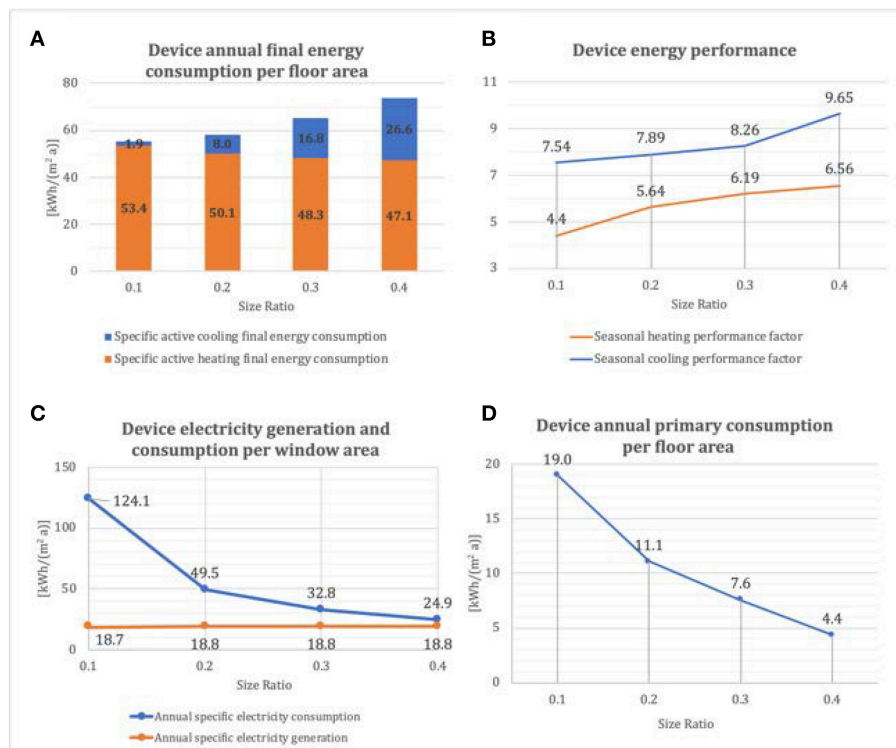 A
Device annual final energy
consumption per floor area
[kWh/(m² a)]
80
60
40
20
0
1.9
8.0
16.8
26.6
53.4
50.1
48.3
47.1
0.1
0.2
0.3
0.4
Size Ratio
Specific active cooling final energy consumption
Specific active heating final energy consumption
B
Device energy performance
11
9
7
5
3
7.54
7.89
8.26
9.65
4.4
5.64
6.19
6.56
0.1
0.2
0.3
0.4
Size Ratio
Seasonal heating performance factor
Seasonal cooling performance factor
C
Device electricity generation and
consumption per window area
[kWh/(m² a)]
150
100
50
0
124.1
49.5
32.8
24.9
18.7
18.8
18.8
18.8
0.1
0.2
0.3
0.4
Size Ratio
Annual specific electricity consumption
Annual specific electricity generation
D
Device annual primary consumption
per floor area
[kWh/(m² a)]
20
15
10
5
0
19.0
11.1
7.6
4.4
0.1
0.2
0.3
0.4
Size Ratio